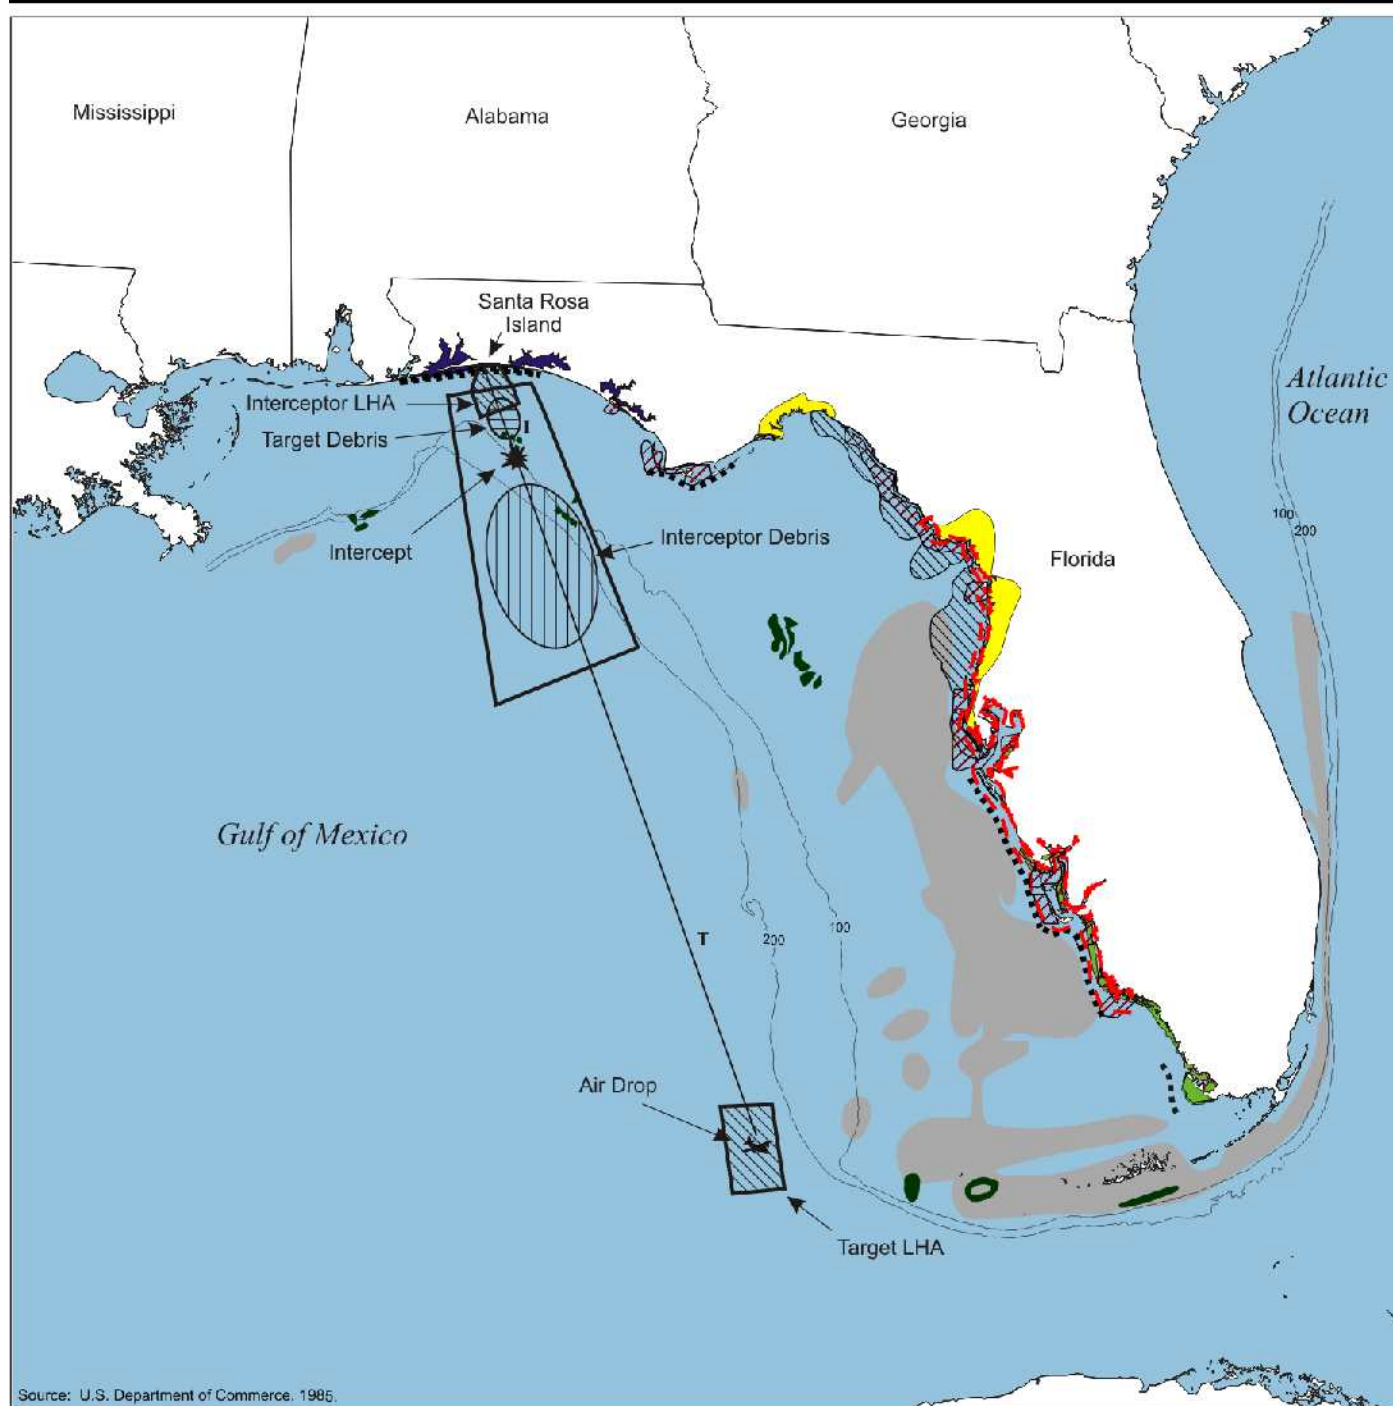 Mississippi
Alabama
Georgia
Santa Rosa
Island
Atlantic
Ocean
Interceptor LHA
I
Target Debris
100
200
Interceptor Debris
Intercept
Florida
Gulf of Mexico
T
200
100
Air Drop
Target LHA
Source: U.S. Department of Commerce. 1985.